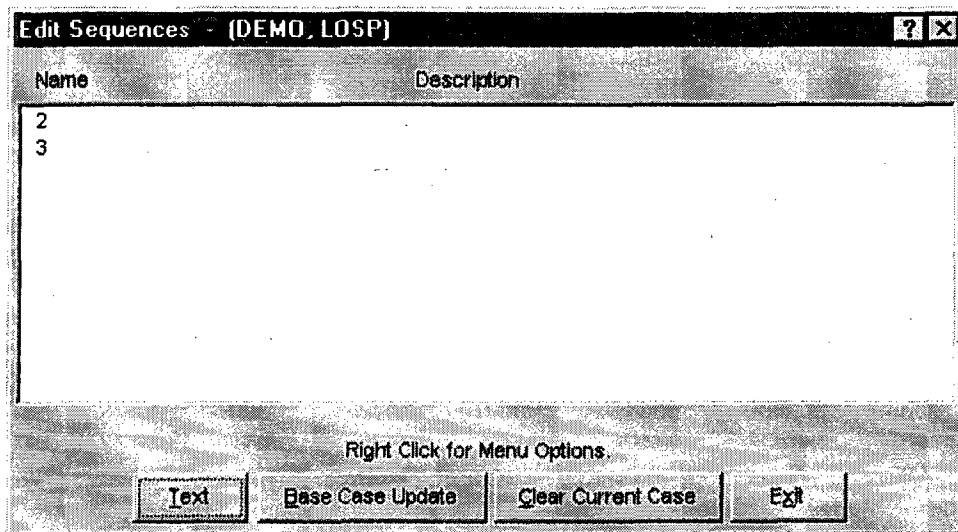 Edit Sequences - (DEMO, LOSP)
Name Description
2
3
Right Click for Menu Options.
Text Base Case Update Clear Current Case Exit